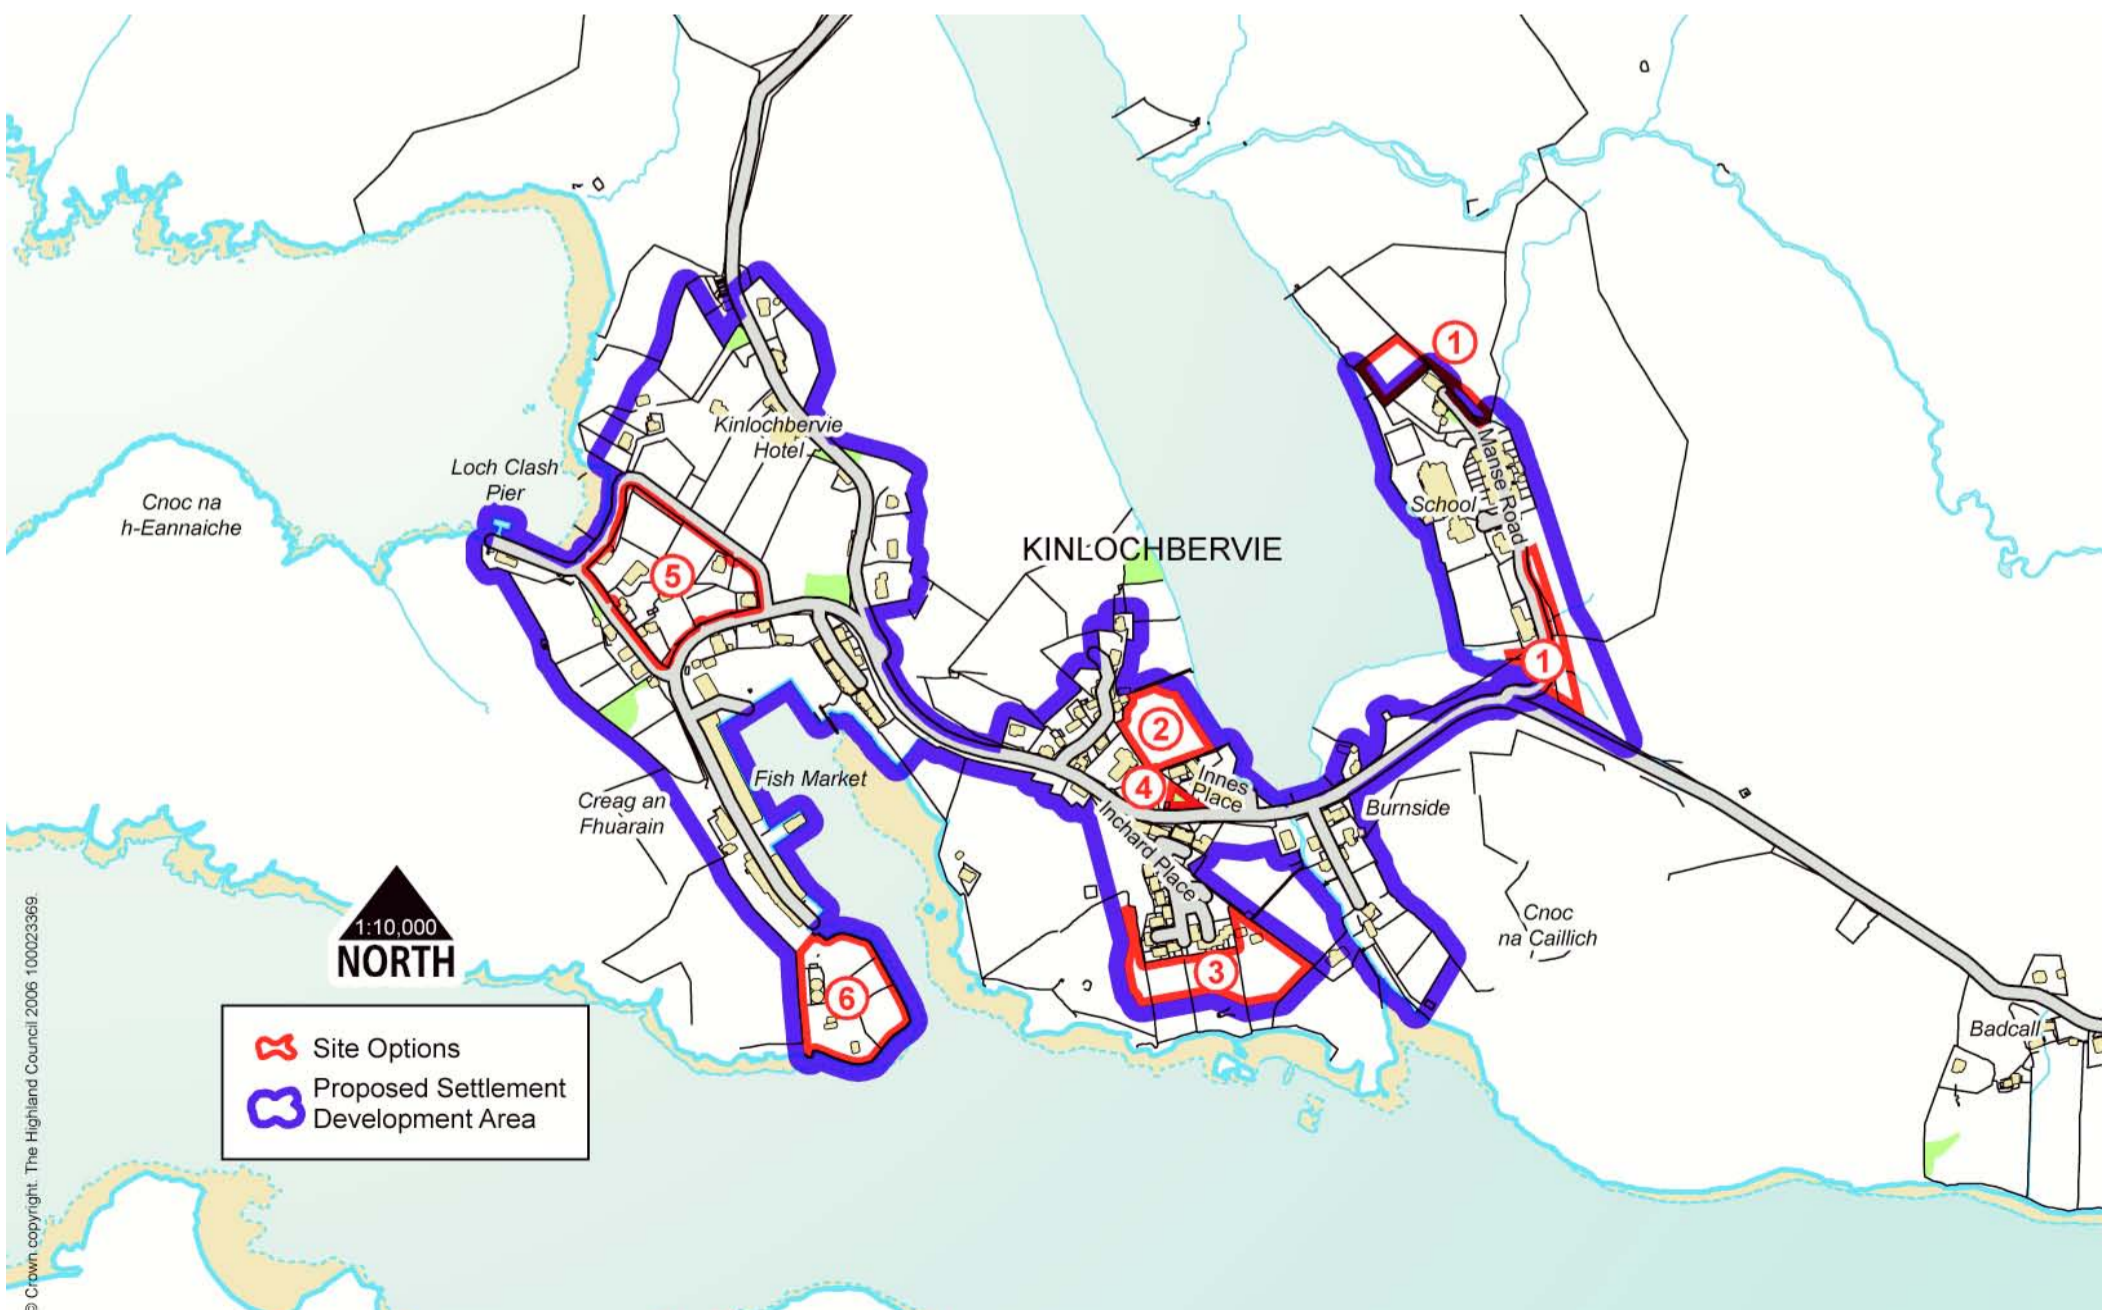 1
Kinlochbervie
Hotel
Loch Clash
Pier
Cnoc na
h-Eannaiche
Manse Road
School
KINLOCHBERVIE
5
1
2
Fish Market
4
Innes
Place
Creag an
Fhuarain
Burnside
Inchard Place
Cnoc
na Caillich
1:10,000
NORTH
3
6
Badcall
Site Options
Proposed Settlement
Development Area
© Crown copyright. The Highland Council 2006 100023369.